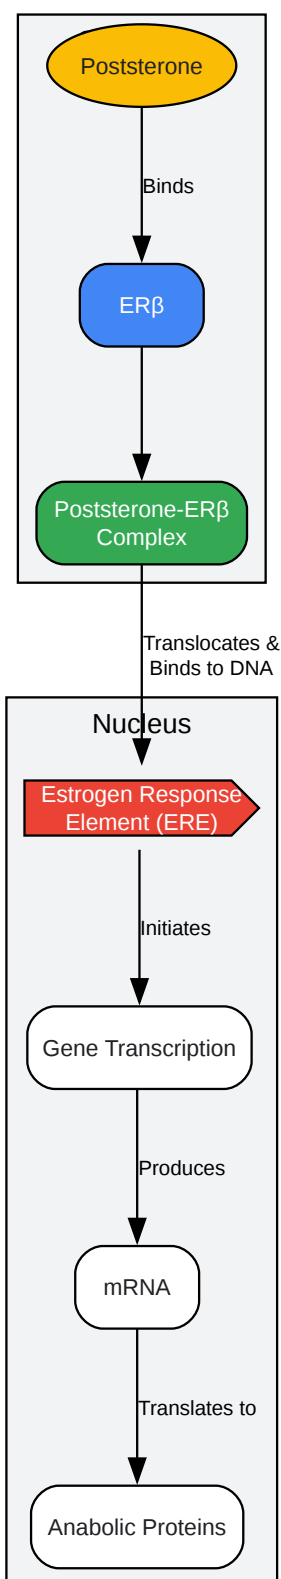 Poststerone
Binds
ERβ
Poststerone-ERβ
Complex
Translocates &
Binds to DNA
Nucleus
Estrogen Response
Element (ERE)
Initiates
Gene Transcription
Produces
mRNA
Translates to
Anabolic Proteins